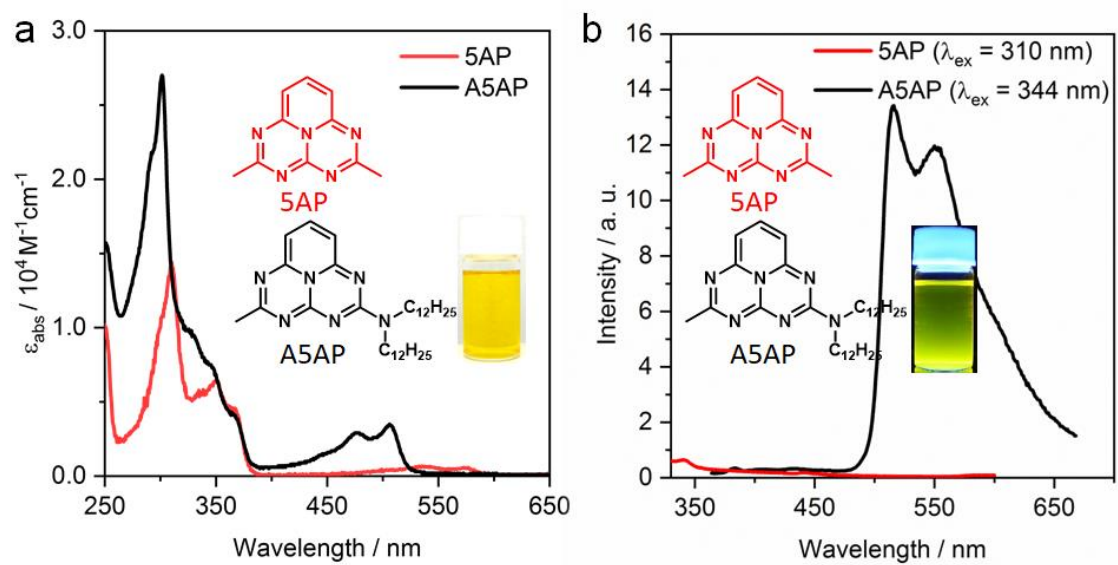 a
3.0
2.0
1.0
0.0
ε_abs / 10⁴ M⁻¹cm⁻¹
250
350
450
550
650
Wavelength / nm
5AP
A5AP
N
N
N
N
N
5AP
N
N
N
N
N
N
C₁₂H₂₅
C₁₂H₂₅
A5AP
b
16
14
12
10
8
6
4
2
0
Intensity / a. u.
350
450
550
650
Wavelength / nm
5AP (λ_ex = 310 nm)
A5AP (λ_ex = 344 nm)
N
N
N
N
N
5AP
N
N
N
N
N
N
C₁₂H₂₅
C₁₂H₂₅
A5AP